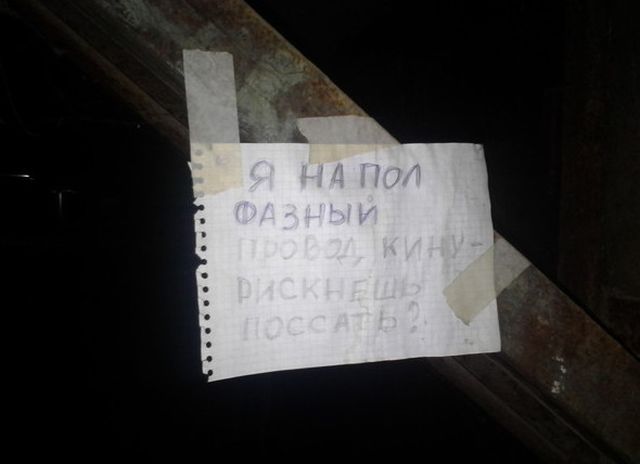 Я НА ПОЛ
ФАЗНЫЙ
ПРОВОД, КИНУ-
РИСКНЕШЬ
ПОССАТЬ?